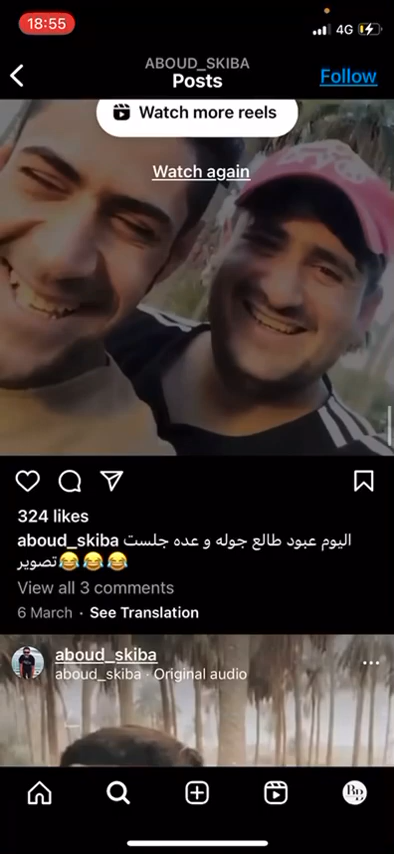 18:55
4G
ABOUD_SKIBA
Posts
Follow
Watch more reels
Watch again
324 likes
aboud_skiba اليوم عبود طالع جوله و عده جلست
تصوير😂😂😂
View all 3 comments
6 March · See Translation
aboud_skiba
aboud_skiba · Original audio